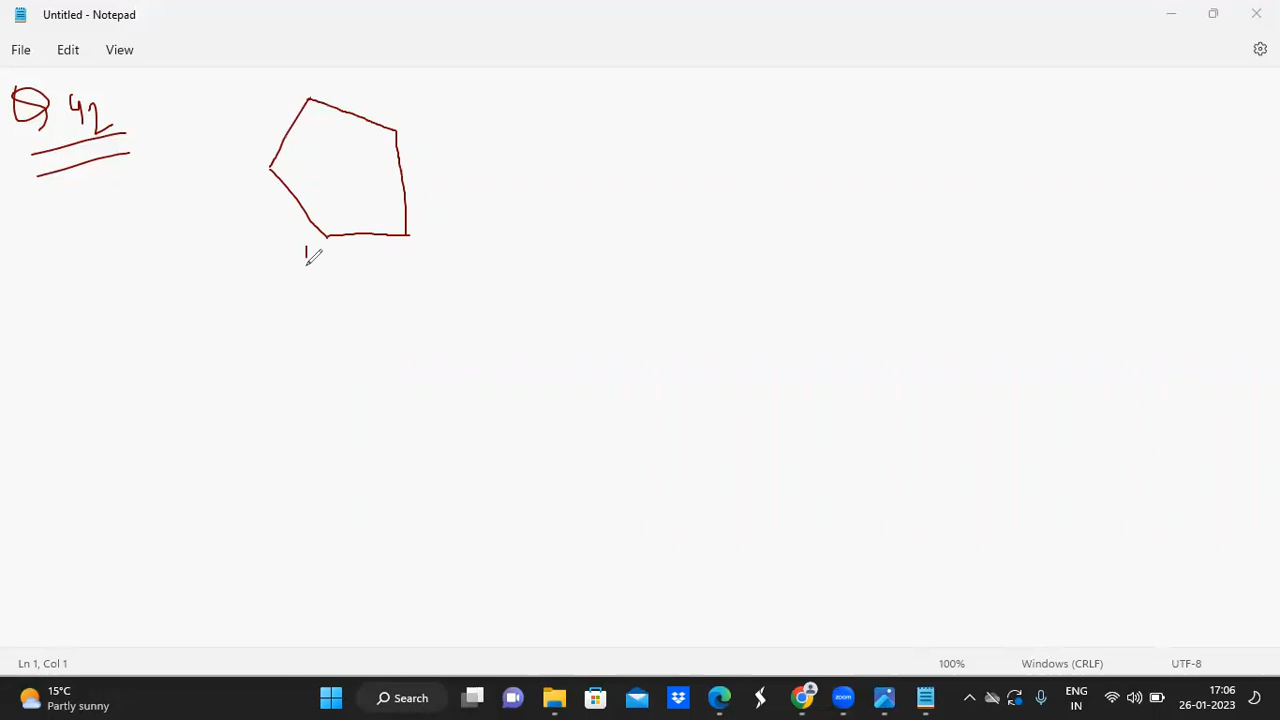 Untitled - Notepad
File Edit View
Q 42
Ln 1, Col 1 100% Windows (CRLF) UTF-8
15°C
Partly sunny
Search
zoom
ENG
IN
17:06
26-01-2023